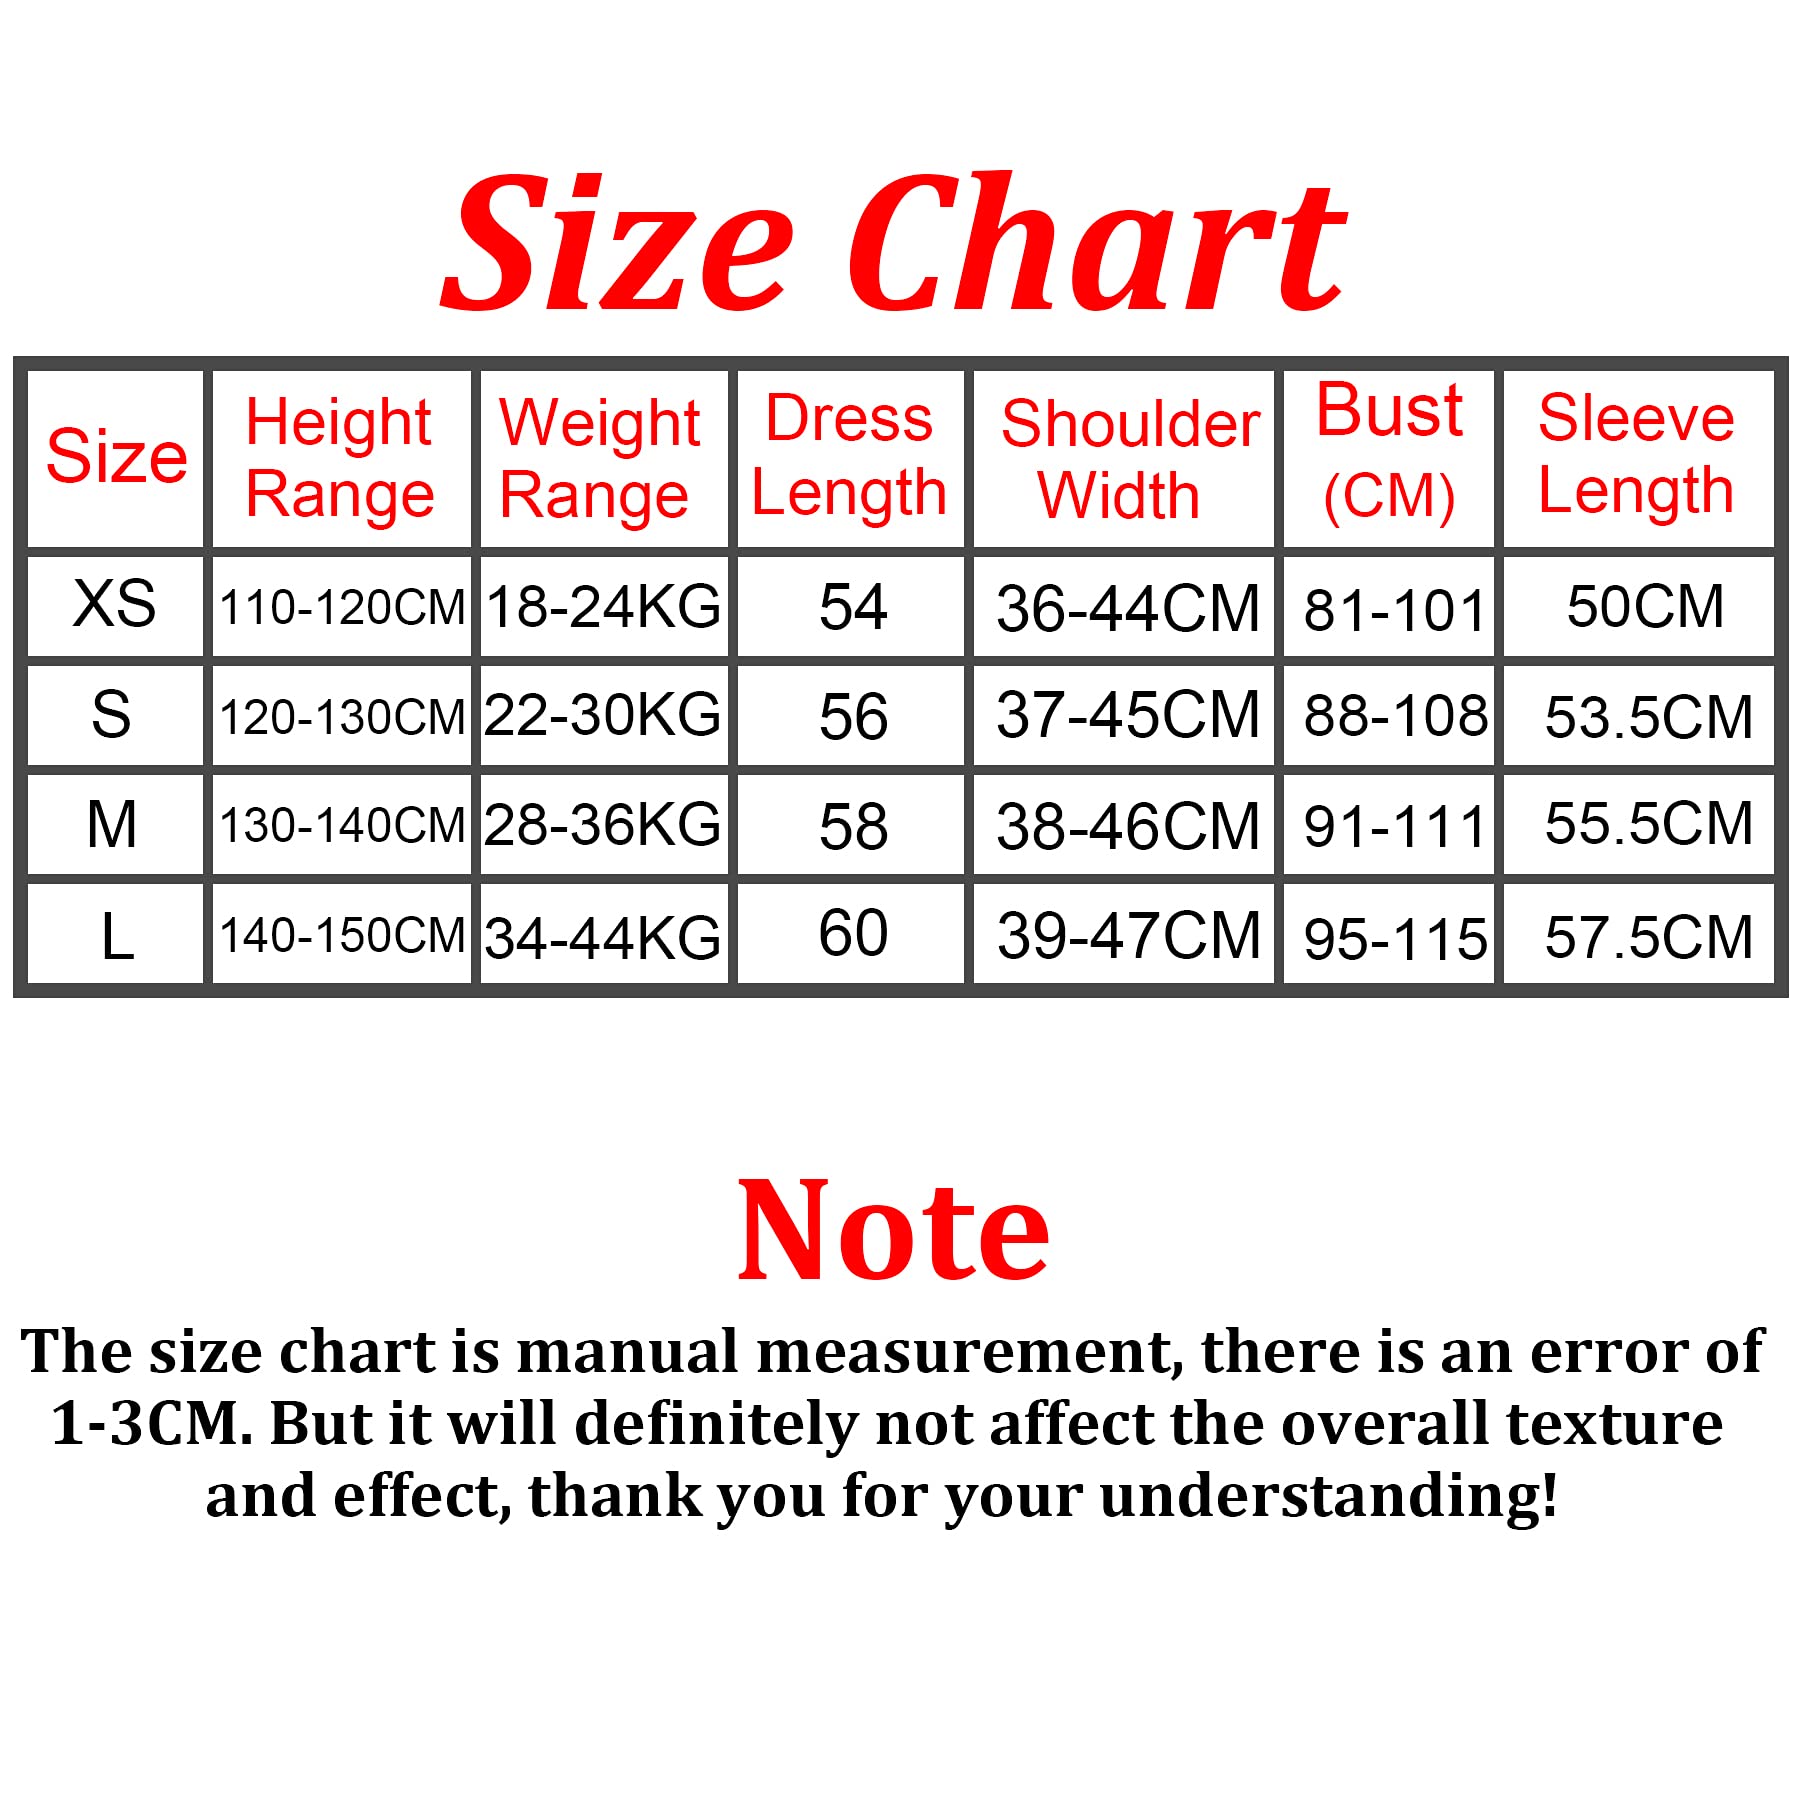 Size Chart
Size Height Range Weight Range Dress Length Shoulder Width Bust (CM) Sleeve Length
XS 110-120CM 18-24KG 54 36-44CM 81-101 50CM
S 120-130CM 22-30KG 56 37-45CM 88-108 53.5CM
M 130-140CM 28-36KG 58 38-46CM 91-111 55.5CM
L 140-150CM 34-44KG 60 39-47CM 95-115 57.5CM
Note
The size chart is manual measurement, there is an error of
1-3CM. But it will definitely not affect the overall texture
and effect, thank you for your understanding!